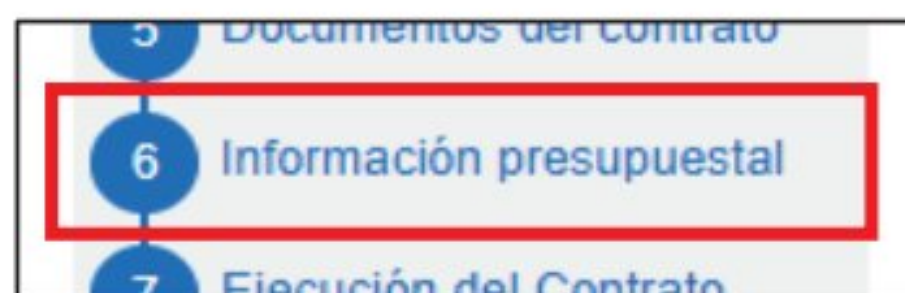 5 Documentos del contrato
6 Información presupuestal
7 Ejecución del Contrato